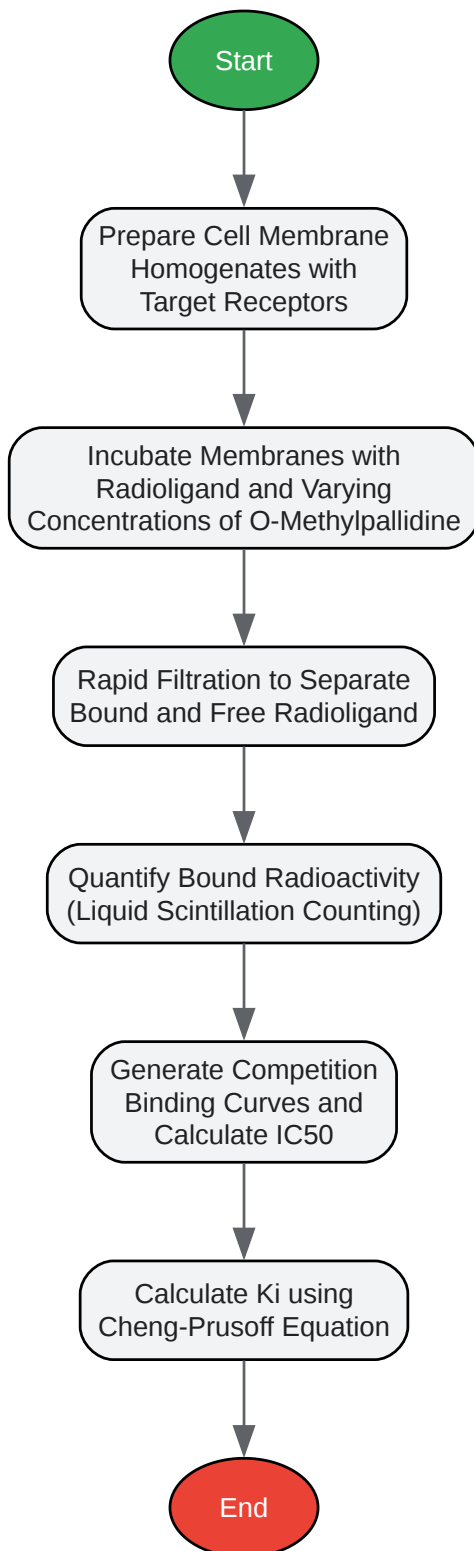 Start
Prepare Cell Membrane
Homogenates with
Target Receptors
Incubate Membranes with
Radioligand and Varying
Concentrations of O-Methylpallidine
Rapid Filtration to Separate
Bound and Free Radioligand
Quantify Bound Radioactivity
(Liquid Scintillation Counting)
Generate Competition
Binding Curves and
Calculate IC50
Calculate Ki using
Cheng-Prusoff Equation
End